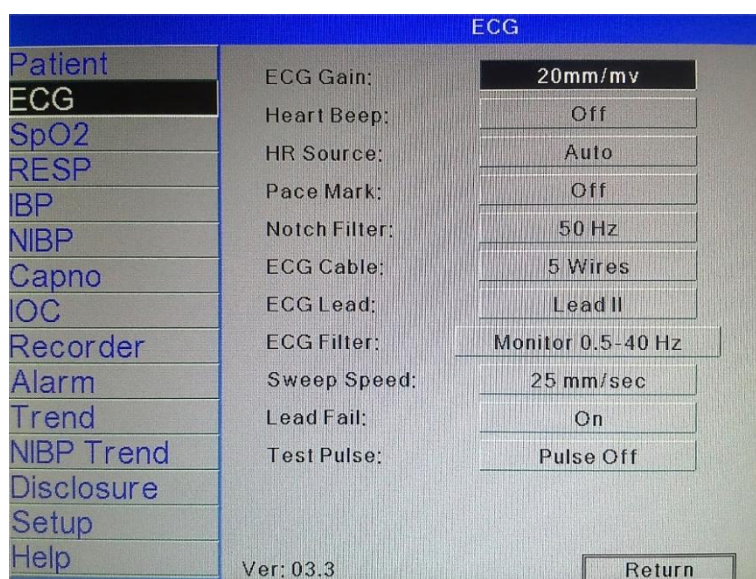 ECG
Patient
ECG
SpO2
RESP
IBP
NIBP
Capno
IOC
Recorder
Alarm
Trend
NIBP Trend
Disclosure
Setup
Help
ECG Gain: 20mm/mv
Heart Beep: Off
HR Source: Auto
Pace Mark: Off
Notch Filter: 50 Hz
ECG Cable: 5 Wires
ECG Lead: Lead II
ECG Filter: Monitor 0.5-40 Hz
Sweep Speed: 25 mm/sec
Lead Fail: On
Test Pulse: Pulse Off
Ver: 03.3 Return